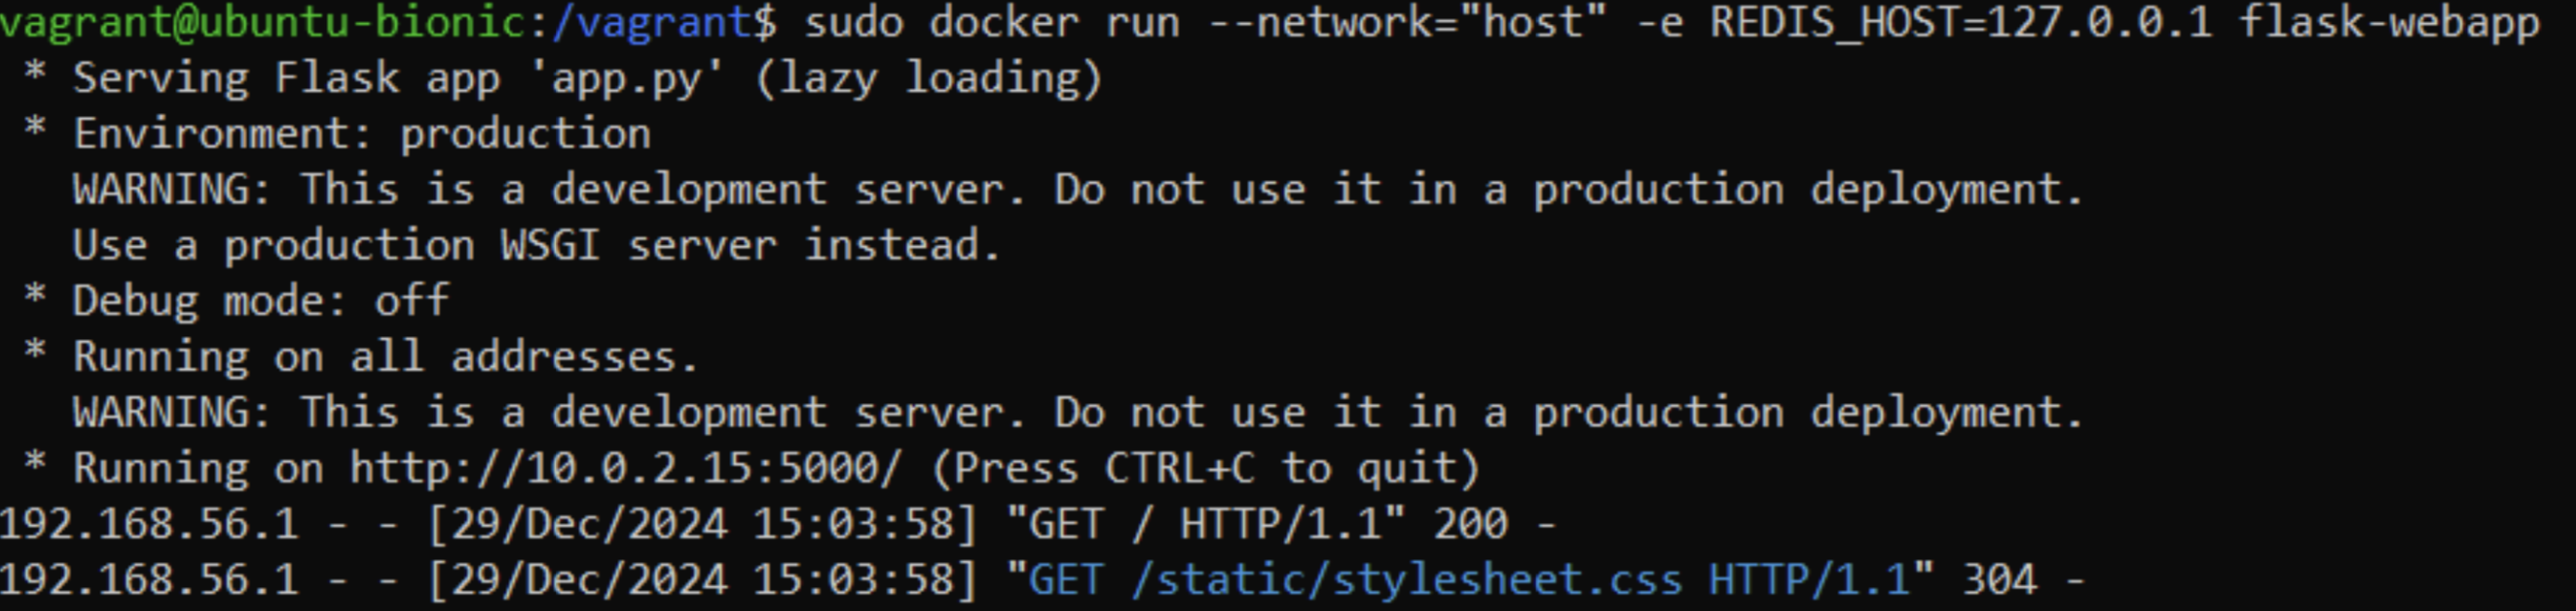 vagrant@ubuntu-bionic:/vagrant$ sudo docker run --network="host" -e REDIS_HOST=127.0.0.1 flask-webapp
 * Serving Flask app 'app.py' (lazy loading)
 * Environment: production
   WARNING: This is a development server. Do not use it in a production deployment.
   Use a production WSGI server instead.
 * Debug mode: off
 * Running on all addresses.
   WARNING: This is a development server. Do not use it in a production deployment.
 * Running on http://10.0.2.15:5000/ (Press CTRL+C to quit)
192.168.56.1 - - [29/Dec/2024 15:03:58] "GET / HTTP/1.1" 200 -
192.168.56.1 - - [29/Dec/2024 15:03:58] "GET /static/stylesheet.css HTTP/1.1" 304 -